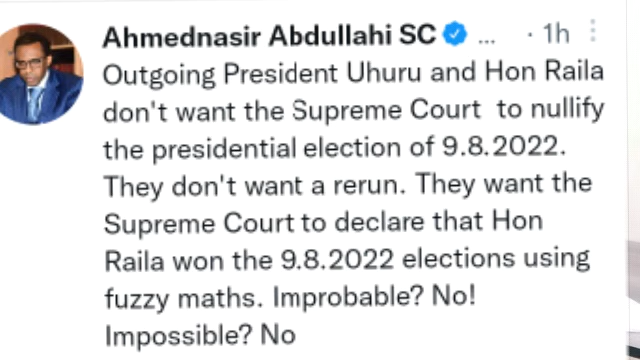 Ahmednasir Abdullahi SC ... · 1h
Outgoing President Uhuru and Hon Raila
don't want the Supreme Court to nullify
the presidential election of 9.8.2022.
They don't want a rerun. They want the
Supreme Court to declare that Hon
Raila won the 9.8.2022 elections using
fuzzy maths. Improbable? No!
Impossible? No